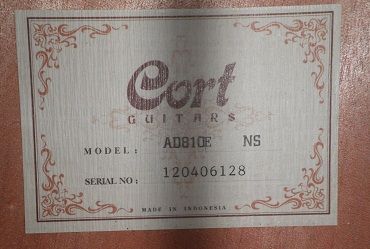 Cort
GUITARS
MODEL: AD810E NS
SERIAL NO: 120406128
MADE IN INDONESIA